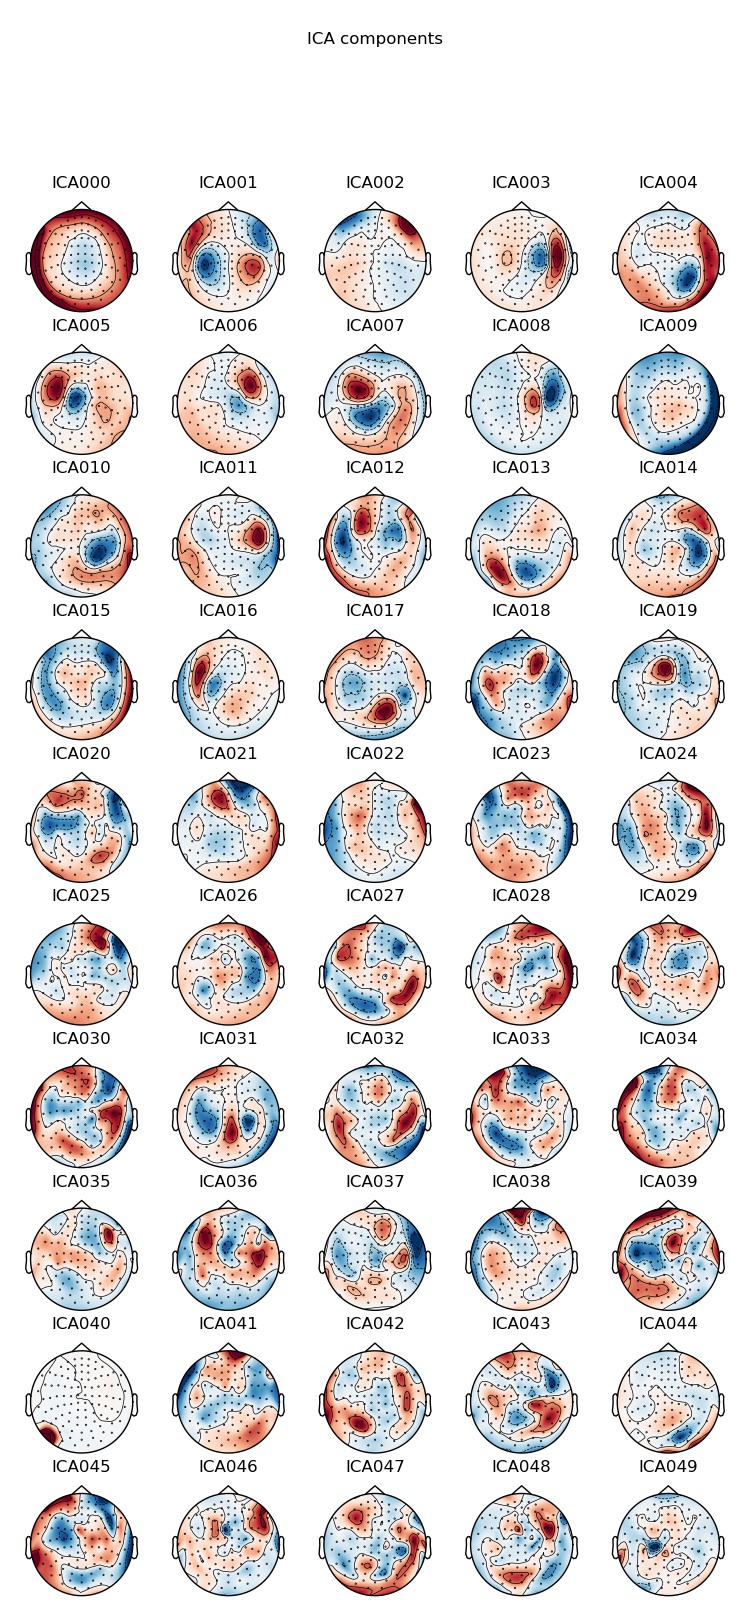 ICA components
ICA000 ICA001 ICA002 ICA003 ICA004
ICA005 ICA006 ICA007 ICA008 ICA009
ICA010 ICA011 ICA012 ICA013 ICA014
ICA015 ICA016 ICA017 ICA018 ICA019
ICA020 ICA021 ICA022 ICA023 ICA024
ICA025 ICA026 ICA027 ICA028 ICA029
ICA030 ICA031 ICA032 ICA033 ICA034
ICA035 ICA036 ICA037 ICA038 ICA039
ICA040 ICA041 ICA042 ICA043 ICA044
ICA045 ICA046 ICA047 ICA048 ICA049